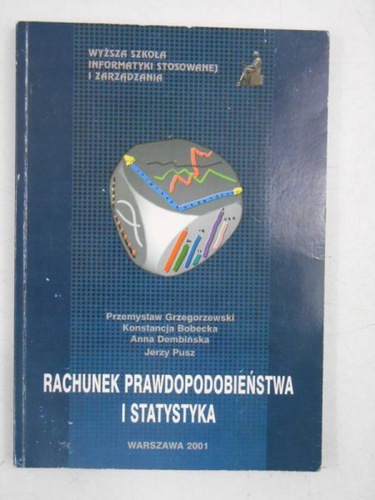 WYŻSZA SZKOŁA
INFORMATYKI STOSOWANEJ
I ZARZĄDZANIA
Przemysław Grzegorzewski
Konstancja Bobecka
Anna Dembińska
Jerzy Pusz
RACHUNEK PRAWDOPODOBIEŃSTWA
I STATYSTYKA
WARSZAWA 2001